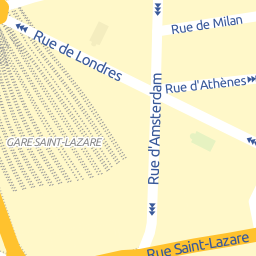 Rue de Milan
Rue de Londres
Rue d'Athènes
Rue d'Amsterdam
GARE SAINT-LAZARE
Rue Saint-Lazare